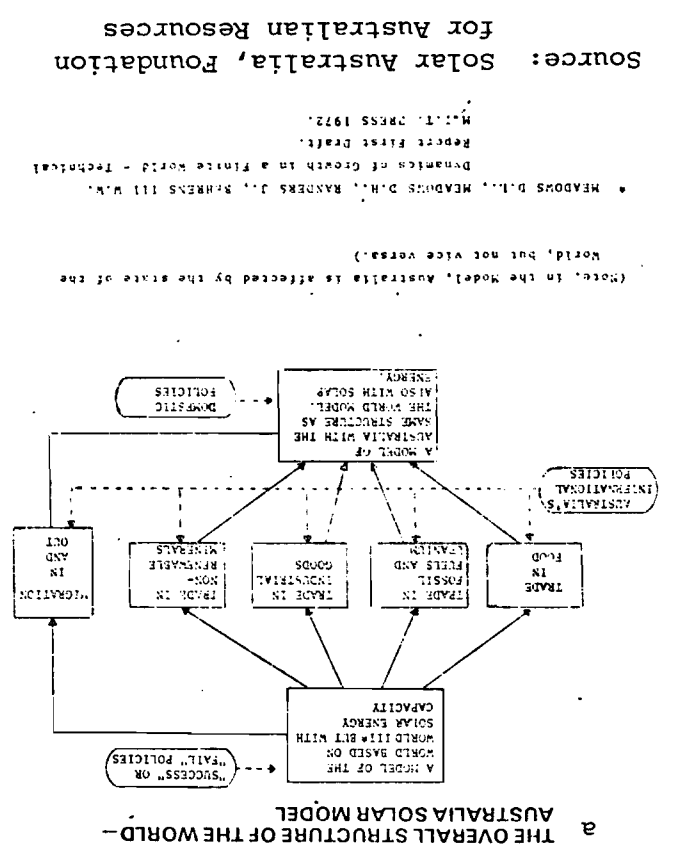 a THE OVERALL STRUCTURE OF THE WORLD–
AUSTRALIA SOLAR MODEL
A MODEL OF THE
WORLD BASED ON
WORLD III* BUT WITH
SOLAR ENERGY
CAPACITY
"SUCCESS" OR
"FAIL" POLICIES
TRADE
IN
FOOD
TRADE IN
FOSSIL
FUELS AND
URANIUM
TRADE IN
INDUSTRIAL
GOODS
TRADE IN
NON-
RENEWABLE
MINERALS
MIGRATION
IN
AND
OUT
AUSTRALIA'S
INTERNATIONAL
POLICIES
A MODEL OF
AUSTRALIA WITH THE
SAME STRUCTURE AS
THE WORLD MODEL.
ALSO WITH SOLAR
ENERGY.
DOMESTIC
POLICIES
(Note, in the Model, Australia is affected by the state of the
World, but not vice versa.)
* MEADOWS D.L., MEADOWS D.H., RANDERS J., BEHRENS III W.W.
Dynamics of Growth in a Finite World - Technical
Report First Draft.
M.I.T. PRESS 1972.
Source: Solar Australia, Foundation
for Australian Resources